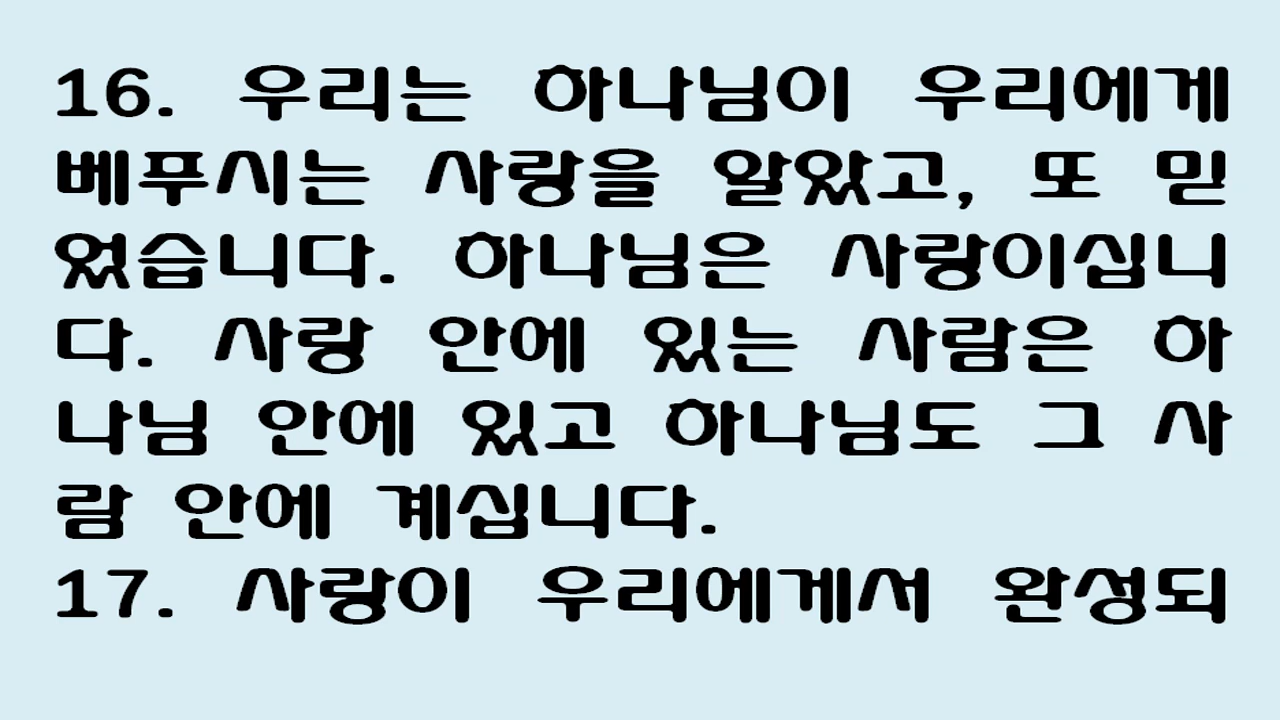 16. 우리는 하나님이 우리에게
베푸시는 사랑을 알았고, 또 믿
었습니다. 하나님은 사랑이십니
다. 사랑 안에 있는 사람은 하
나님 안에 있고 하나님도 그 사
람 안에 계십니다.
17. 사랑이 우리에게서 완성되